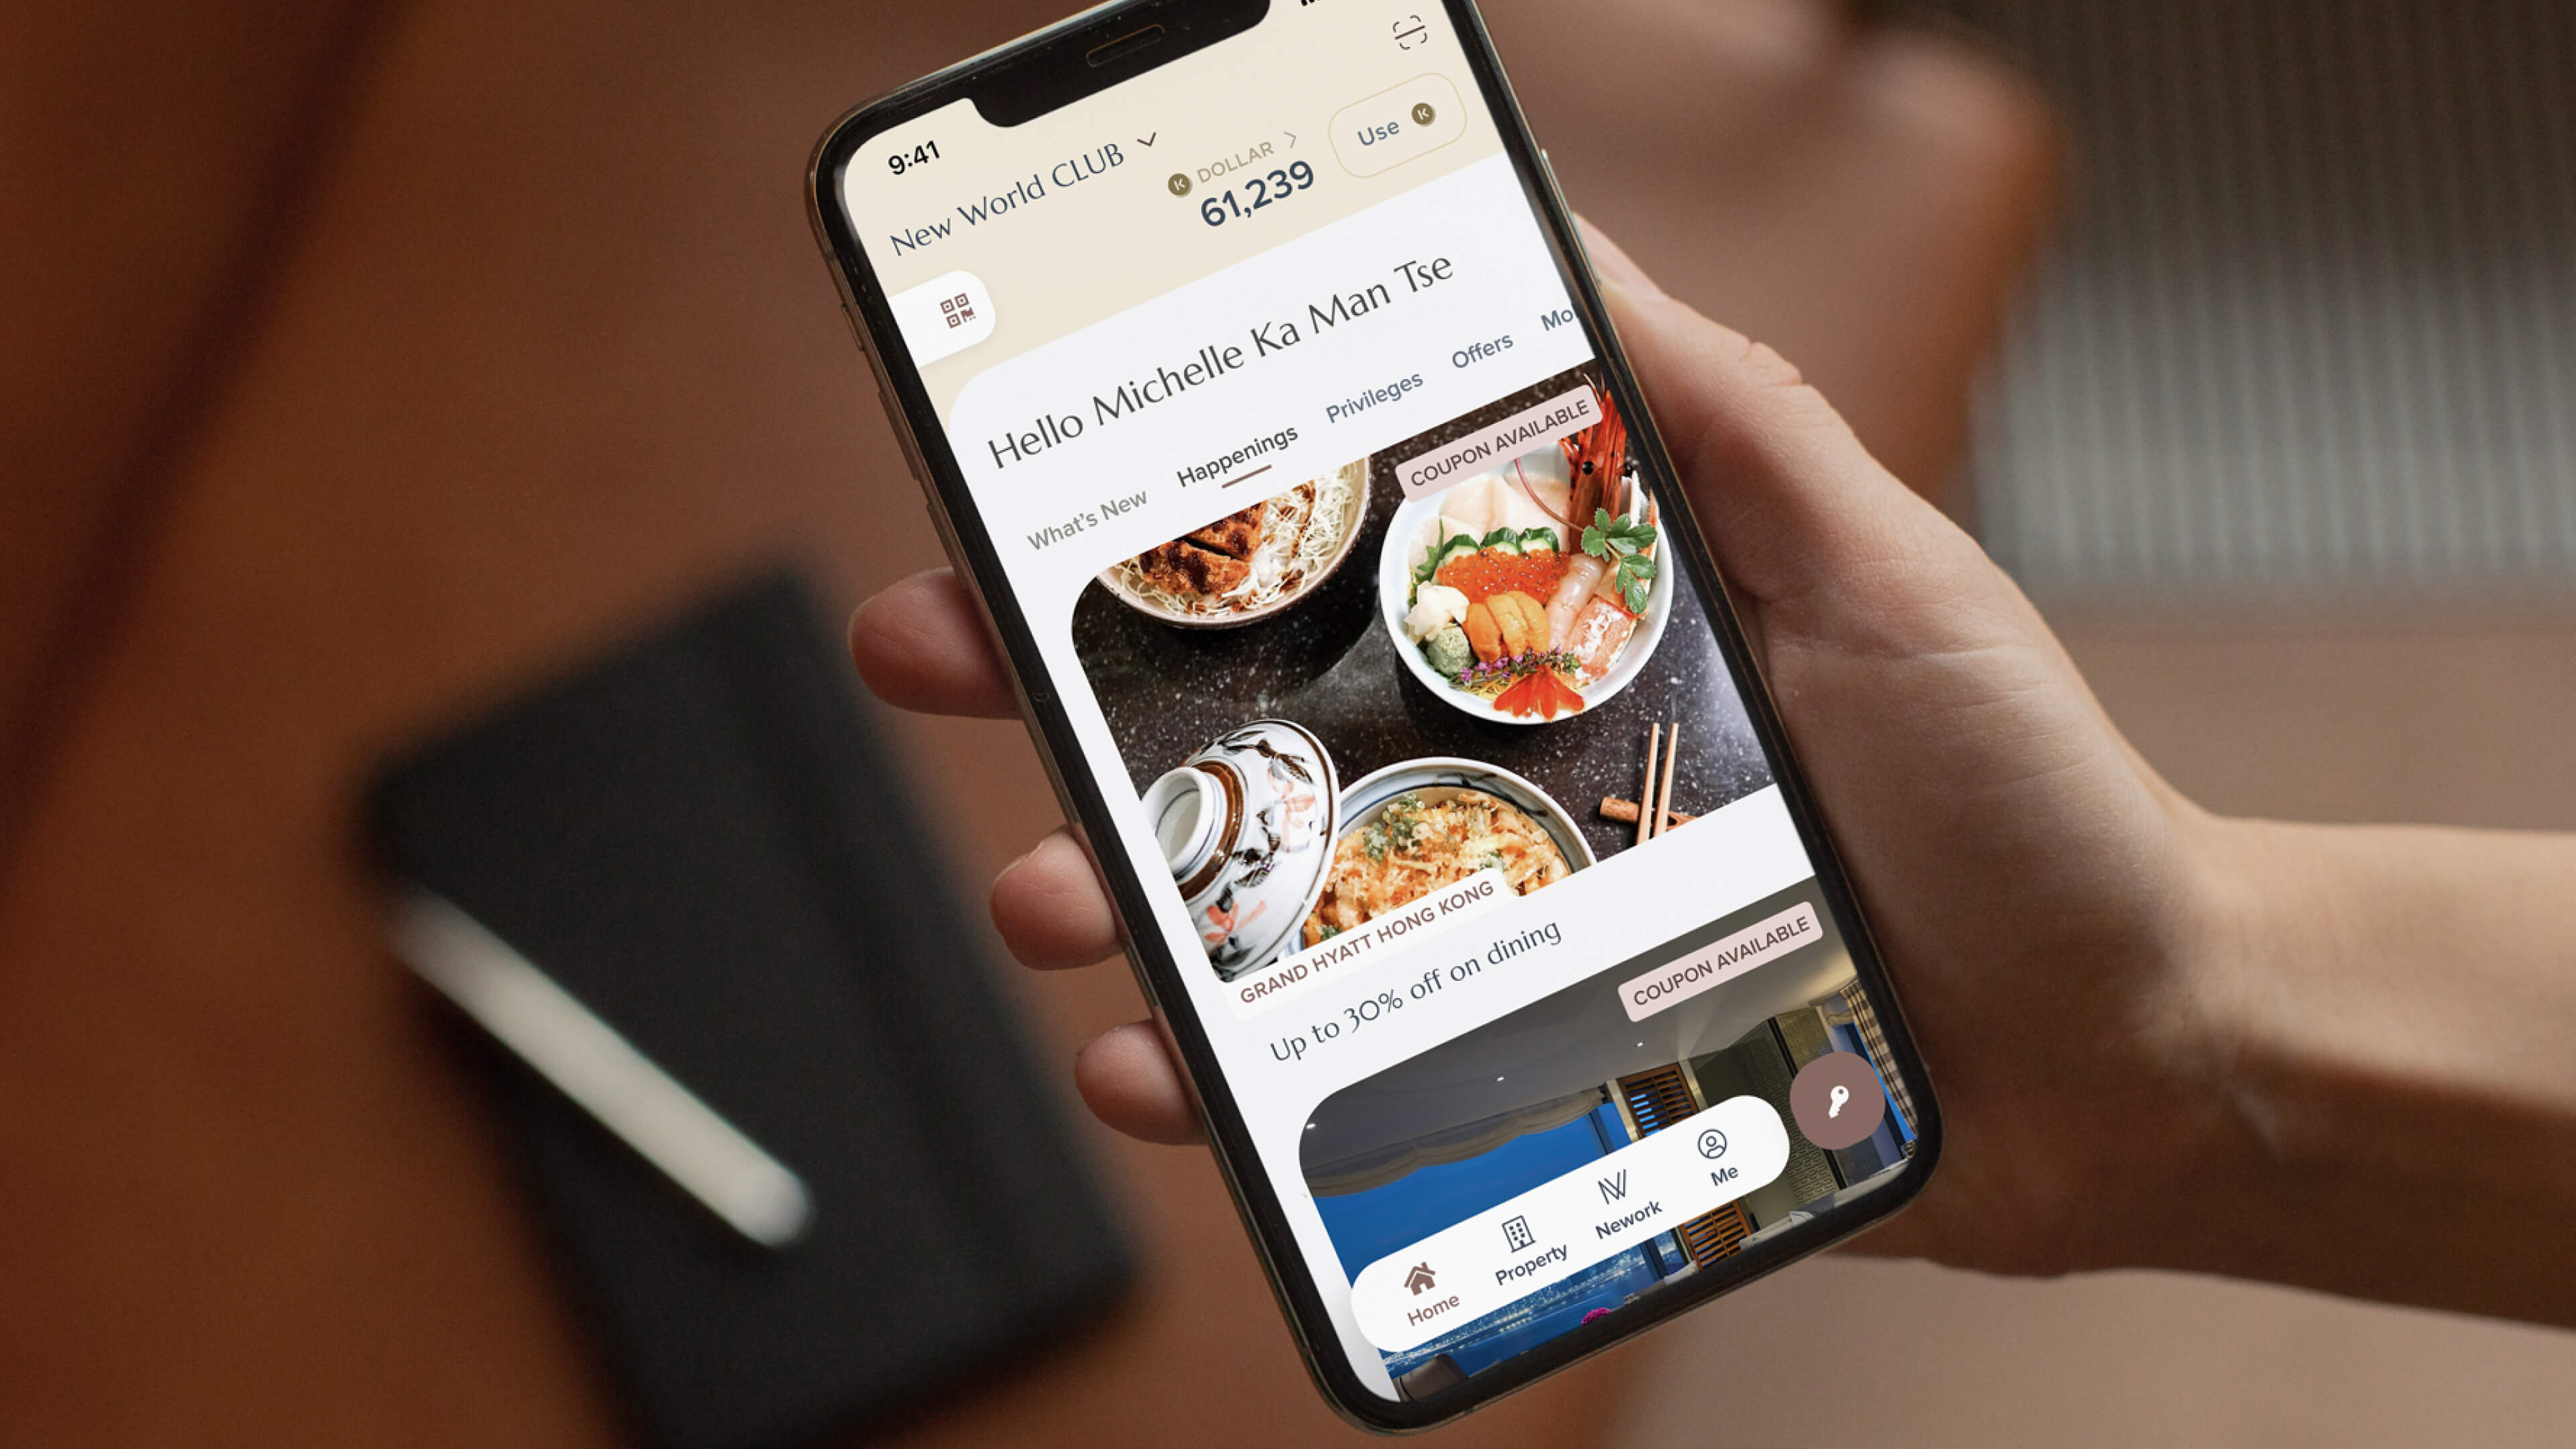 9:41
New World CLUB
K DOLLAR
61,239
Use K
Hello Michelle Ka Man Tse
What's New
Happenings
Privileges
Offers
COUPON AVAILABLE
GRAND HYATT HONG KONG
Up to 30% off on dining
COUPON AVAILABLE
Home
Property
Nework
Me